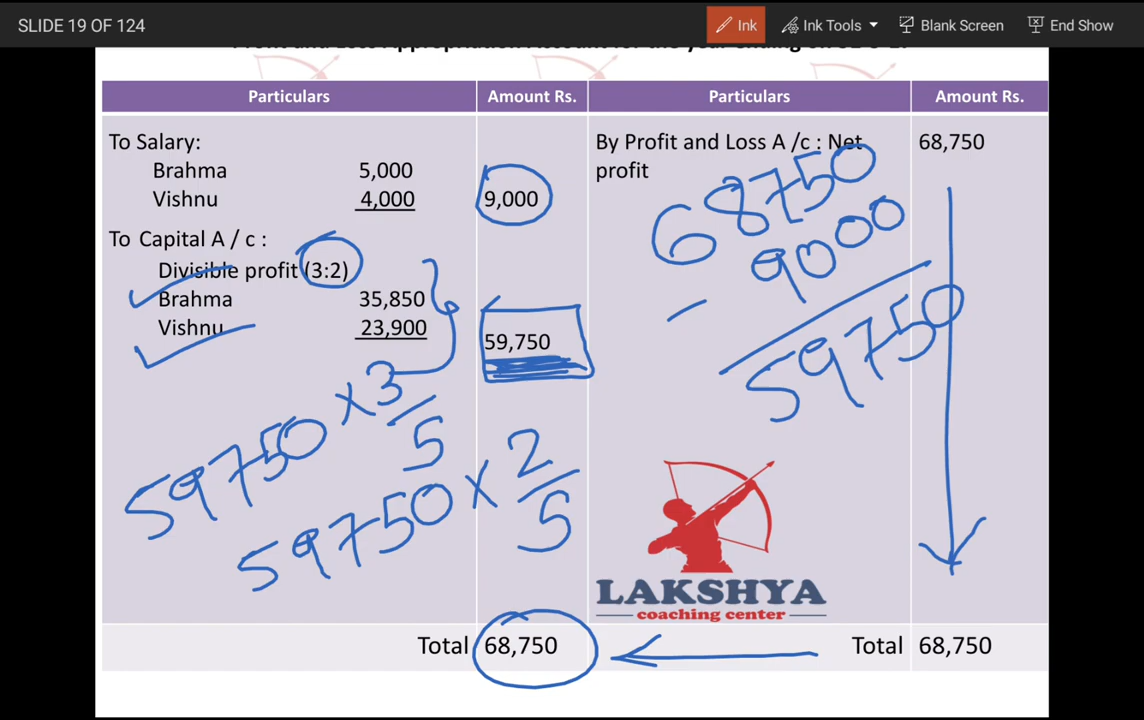 SLIDE 19 OF 124
Ink
Ink Tools
Blank Screen
End Show
Particulars
Amount Rs.
Particulars
Amount Rs.
To Salary:
Brahma 5,000
Vishnu 4,000 9,000
To Capital A / c :
Divisible profit (3:2)
Brahma 35,850
Vishnu 23,900
59,750
By Profit and Loss A /c : Net 68,750
profit
68750
- 9000
59750
59750 x 3/5
59750 x 2/5
LAKSHYA
coaching center
Total 68,750
Total 68,750